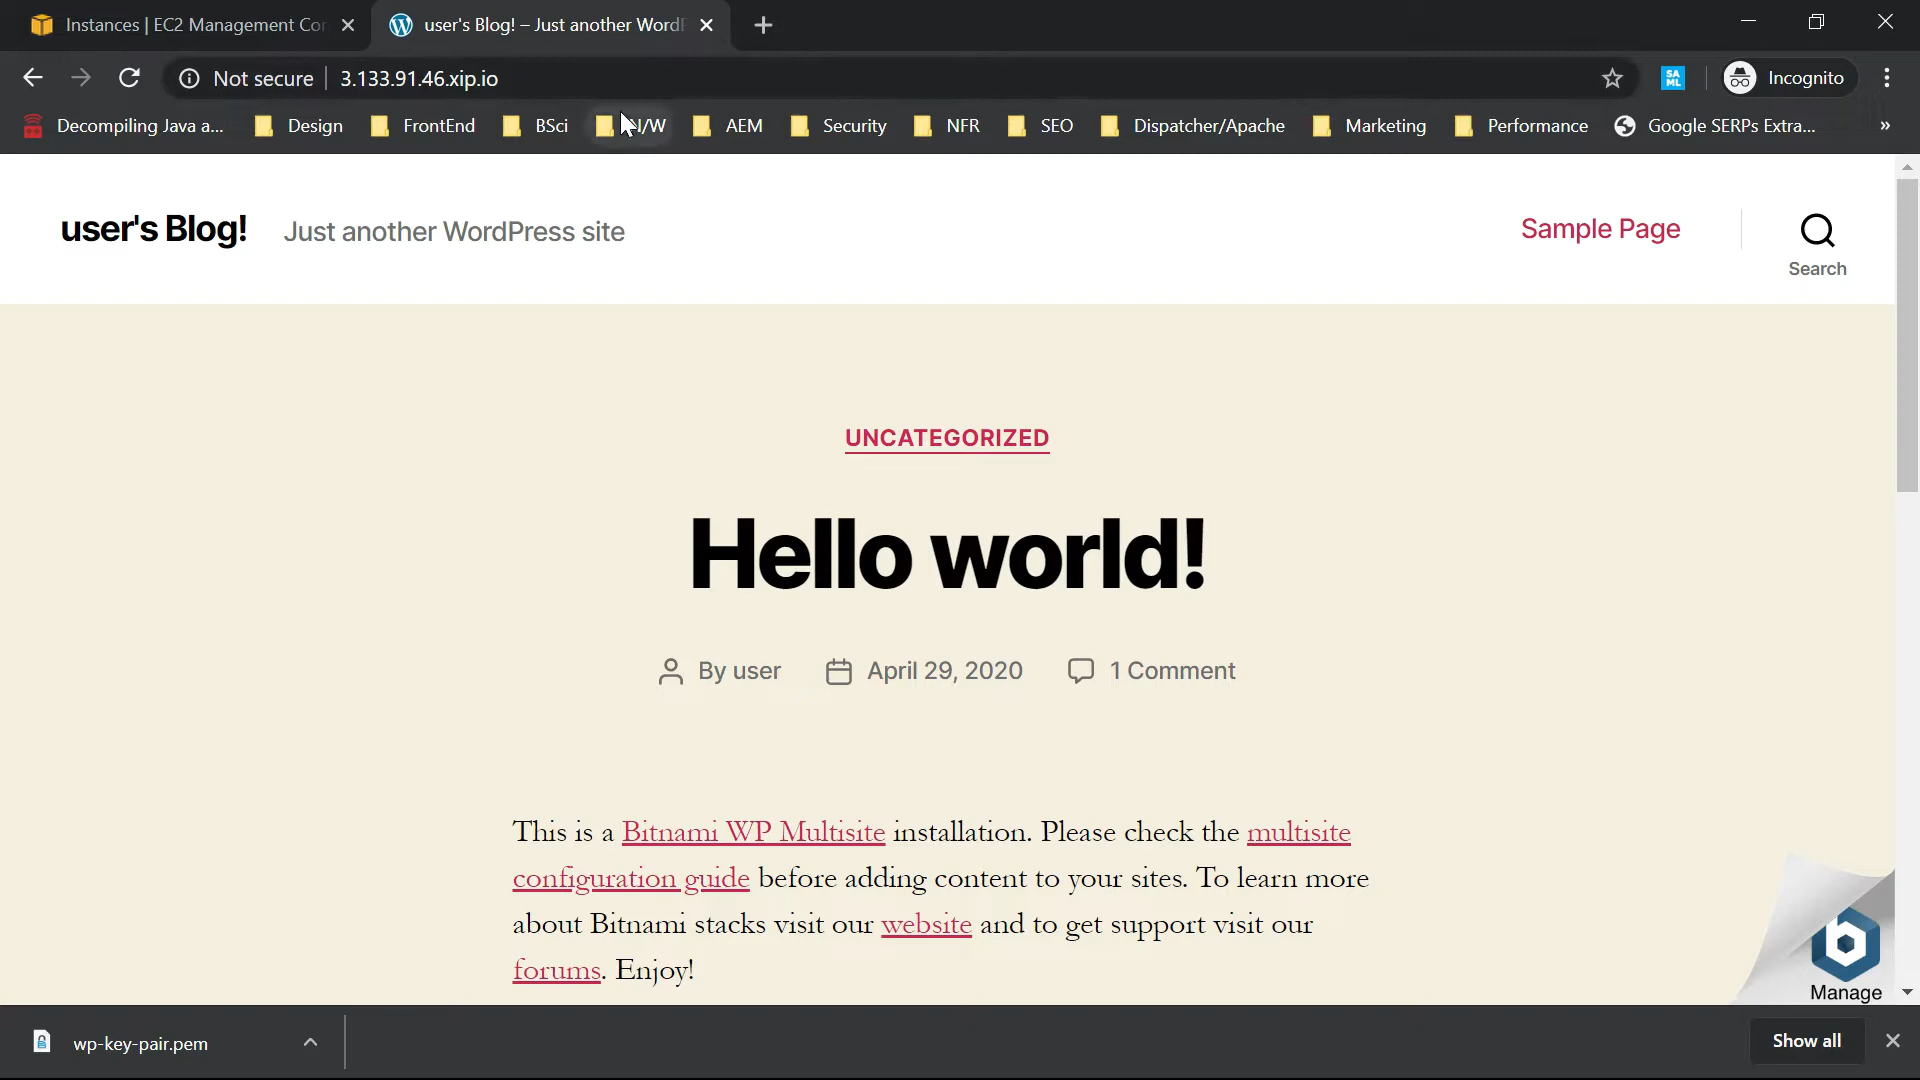 Instances | EC2 Management Co
user's Blog! – Just another Word
Not secure
3.133.91.46.xip.io
Incognito
Decompiling Java a...
Design
FrontEnd
BSci
AEM
Security
NFR
SEO
Dispatcher/Apache
Marketing
Performance
Google SERPs Extra...
»
user's Blog!
Just another WordPress site
Sample Page
Search
UNCATEGORIZED
Hello world!
By user
April 29, 2020
1 Comment
This is a Bitnami WP Multisite installation. Please check the multisite
configuration guide before adding content to your sites. To learn more
about Bitnami stacks visit our website and to get support visit our
forums. Enjoy!
Manage
wp-key-pair.pem
Show all
SA
ML